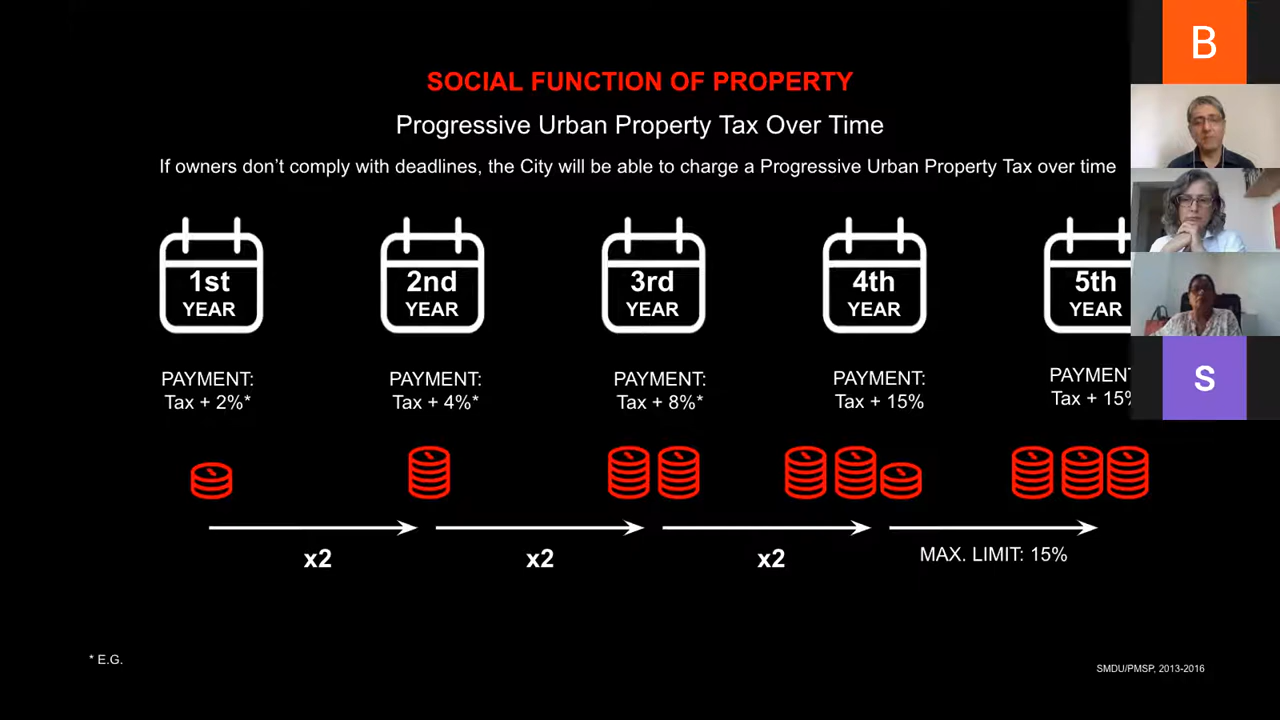 SOCIAL FUNCTION OF PROPERTY
Progressive Urban Property Tax Over Time
If owners don't comply with deadlines, the City will be able to charge a Progressive Urban Property Tax over time
1st
YEAR
2nd
YEAR
3rd
YEAR
4th
YEAR
5th
YEAR
PAYMENT:
Tax + 2%*
PAYMENT:
Tax + 4%*
PAYMENT:
Tax + 8%*
PAYMENT:
Tax + 15%
PAYMENT
Tax + 15%
x2
x2
x2
MAX. LIMIT: 15%
* E.G.
SMDU/PMSP, 2013-2016
B
S